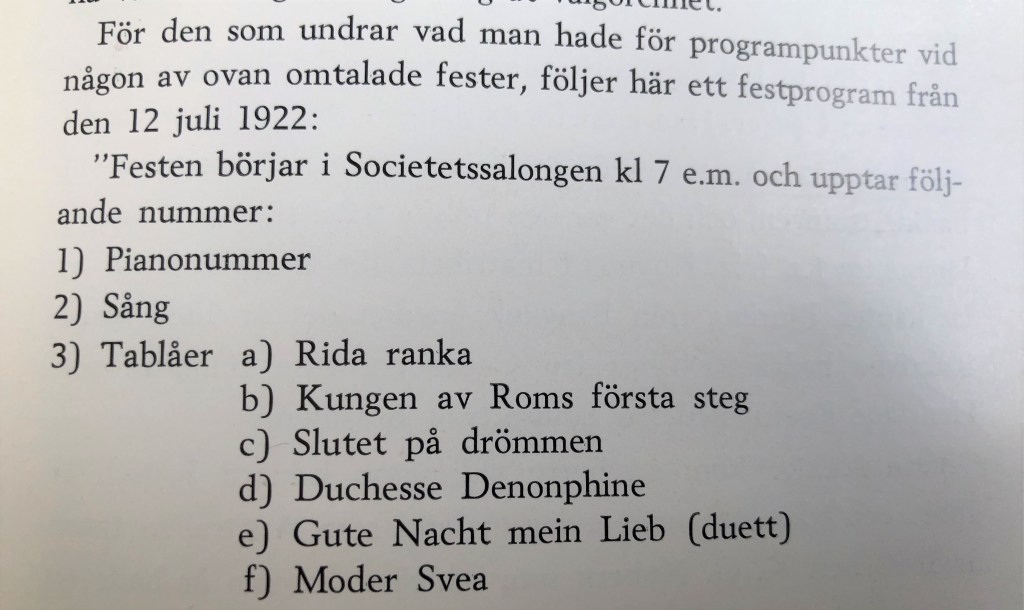 För den som undrar vad man hade för programpunkter vid
någon av ovan omtalade fester, följer här ett festprogram från
den 12 juli 1922:
"Festen börjar i Societetssalongen kl 7 e.m. och upptar följ-
ande nummer:
1) Pianonummer
2) Sång
3) Tablåer a) Rida ranka
b) Kungen av Roms första steg
c) Slutet på drömmen
d) Duchesse Denonphine
e) Gute Nacht mein Lieb (duett)
f) Moder Svea